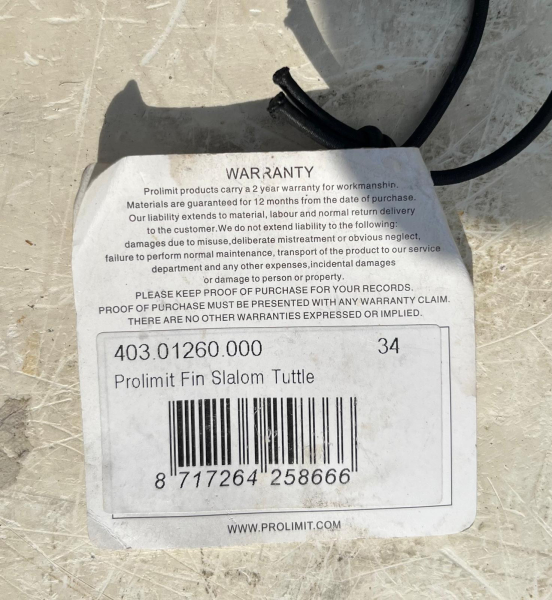 WARRANTY
Prolimit products carry a 2 year warranty for workmanship.
Materials are guaranteed for 12 months from the date of purchase.
Our liability extends to material, labour and normal return delivery
to the customer.We do not extend liability to the following:
damages due to misuse,deliberate mistreatment or obvious neglect,
failure to perform normal maintenance, transport of the product to our service
department and any other expenses,incidental damages
or damage to person or property.
PLEASE KEEP PROOF OF PURCHASE FOR YOUR RECORDS.
PROOF OF PURCHASE MUST BE PRESENTED WITH ANY WARRANTY CLAIM.
THERE ARE NO OTHER WARRANTIES EXPRESSED OR IMPLIED.
403.01260.000 34
Prolimit Fin Slalom Tuttle
8 717264 258666
WWW.PROLIMIT.COM